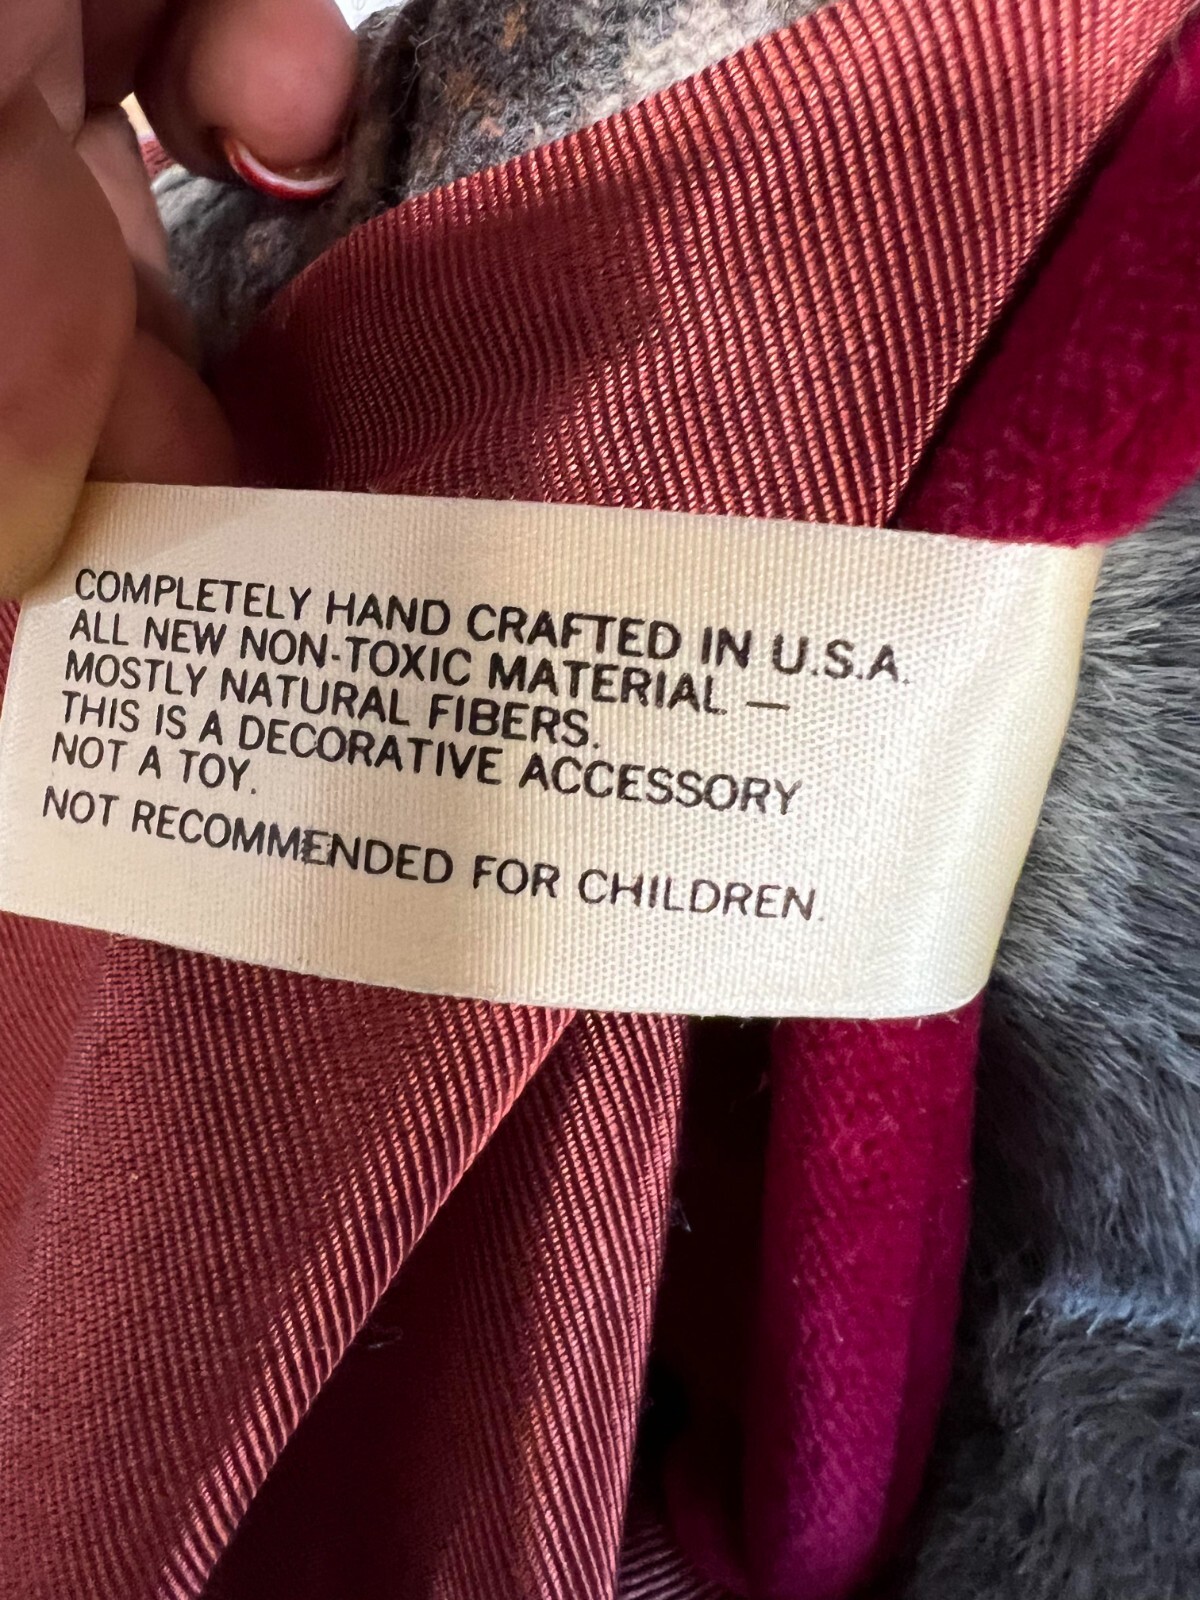 COMPLETELY HAND CRAFTED IN U.S.A.
ALL NEW NON-TOXIC MATERIAL —
MOSTLY NATURAL FIBERS.
THIS IS A DECORATIVE ACCESSORY
NOT A TOY.
NOT RECOMMENDED FOR CHILDREN.